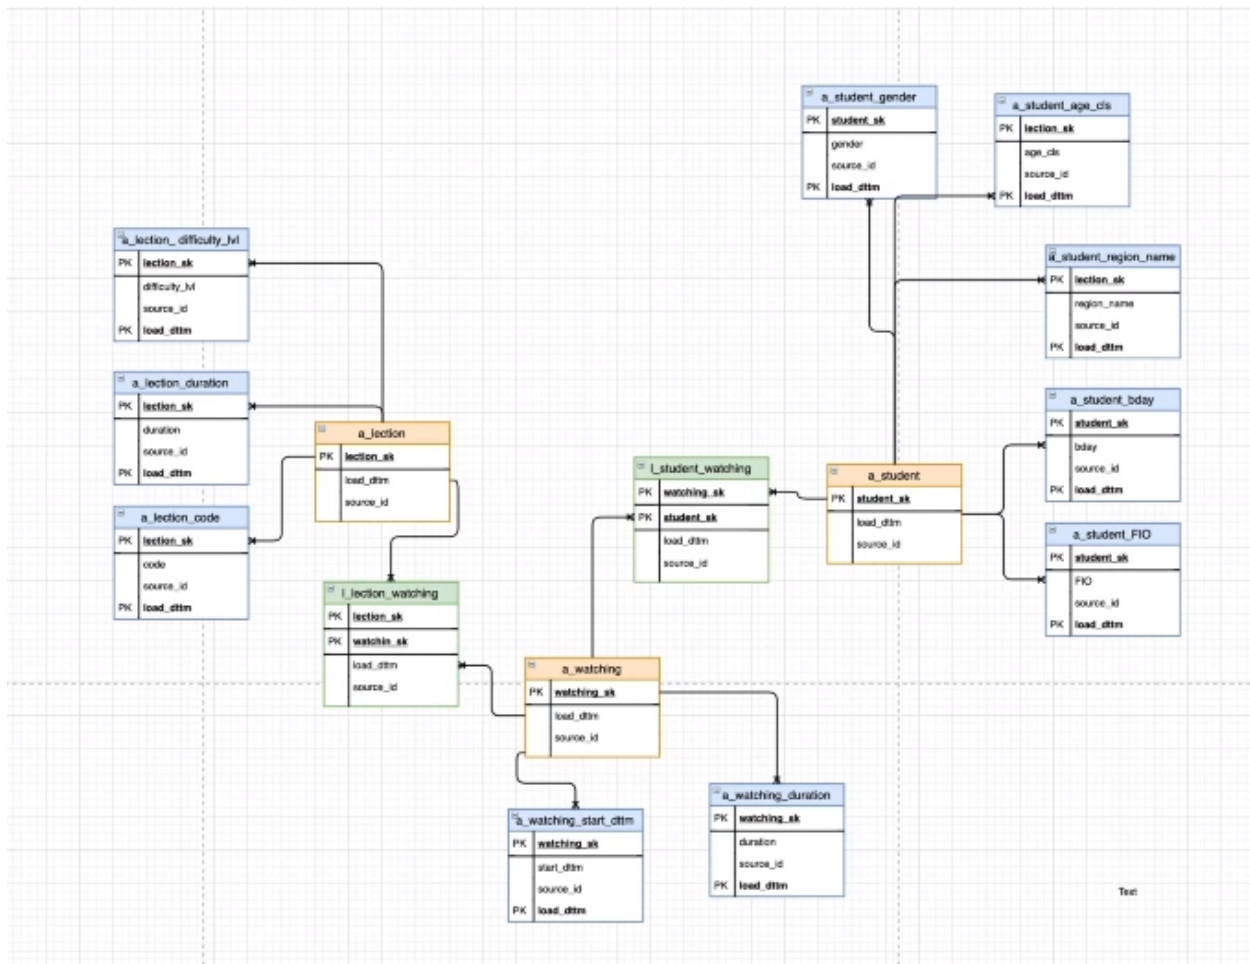 a_student_gender
PK student_sk
gender
source_id
PK load_dttm
a_student_age_cls
PK lection_sk
age_cls
source_id
PK load_dttm
a_lection_ difficulty_lvl
PK lection_sk
difficulty_lvl
source_id
PK load_dttm
a_student_region_name
PK lection_sk
region_name
source_id
PK load_dttm
a_lection_duration
PK lection_sk
duration
source_id
PK load_dttm
a_lection
PK lection_sk
load_dttm
source_id
l_student_watching
PK watching_sk
PK student_sk
load_dttm
source_id
a_student
PK student_sk
load_dttm
source_id
a_student_bday
PK student_sk
bday
source_id
PK load_dttm
a_lection_code
PK lection_sk
code
source_id
PK load_dttm
a_student_FIO
PK student_sk
FIO
source_id
PK load_dttm
l_lection_watching
PK lection_sk
PK watchin_sk
load_dttm
source_id
a_watching
PK watching_sk
load_dttm
source_id
a_watching_start_dttm
PK watching_sk
start_dttm
source_id
PK load_dttm
a_watching_duration
PK watching_sk
duration
source_id
PK load_dttm
Text